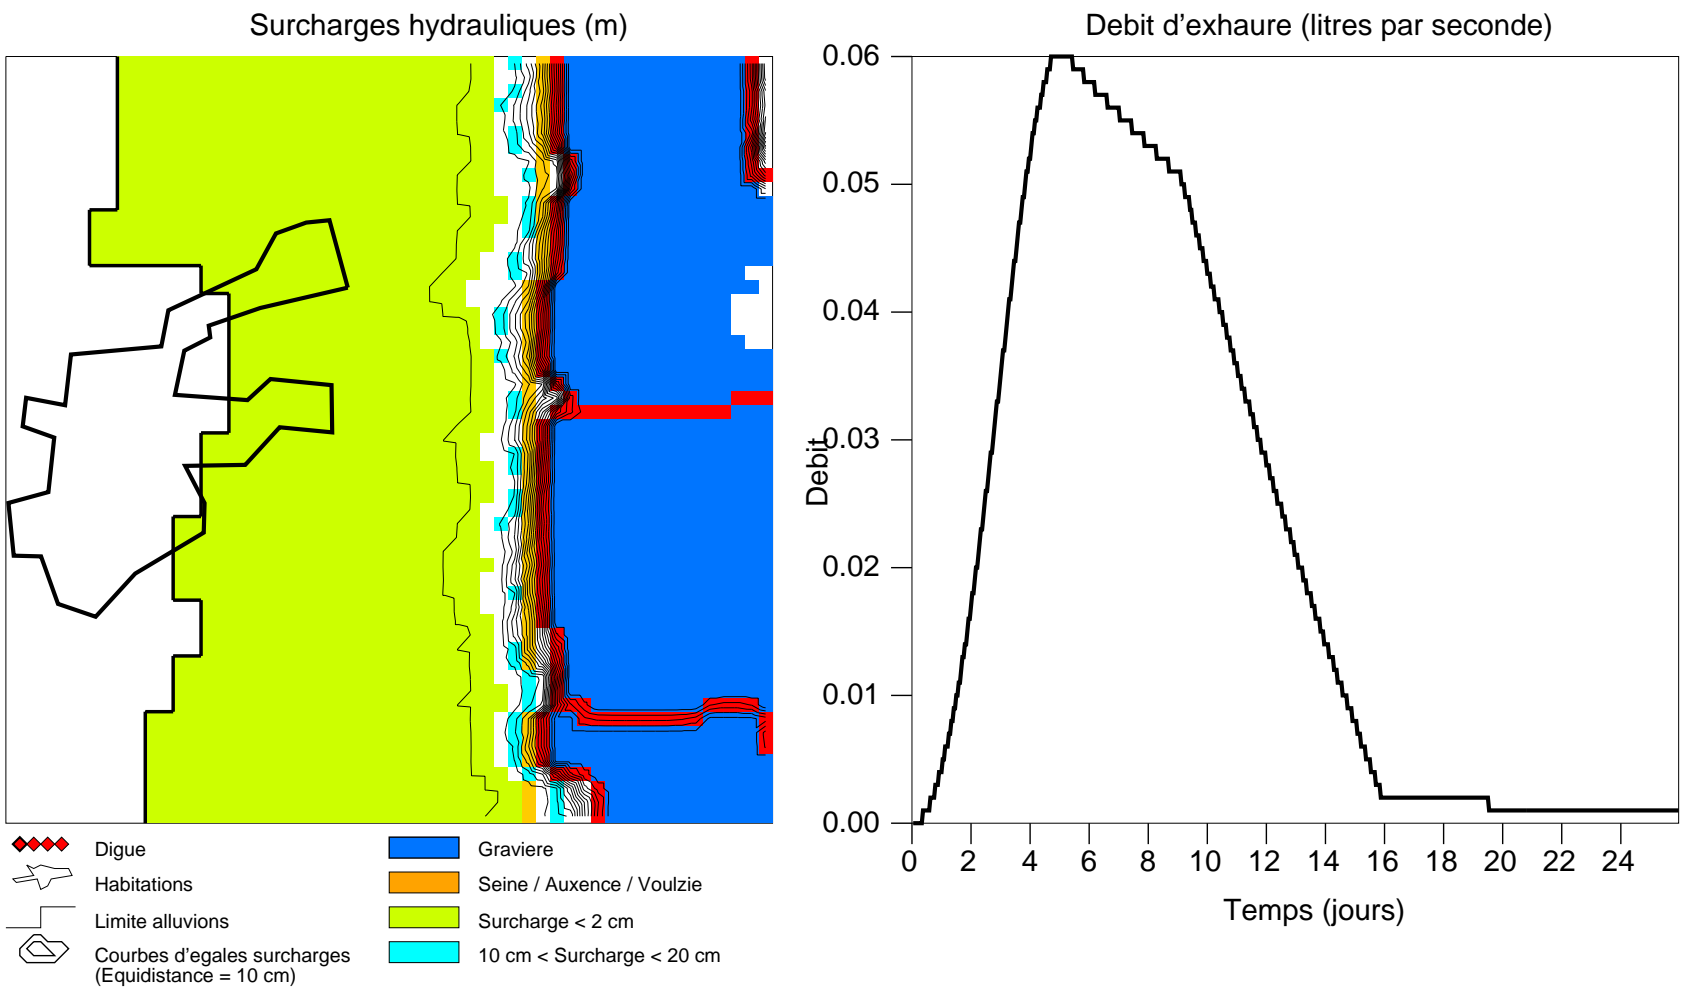 Surcharges hydrauliques (m)
Digue
Habitations
Limite alluvions
Courbes d'egales surcharges
(Equidistance = 10 cm)
Graviere
Seine / Auxence / Voulzie
Surcharge < 2 cm
10 cm < Surcharge < 20 cm
Debit d'exhaure (litres par seconde)
0.06
0.05
0.04
0.03
0.02
0.01
0.00
Debit
0 2 4 6 8 10 12 14 16 18 20 22 24
Temps (jours)